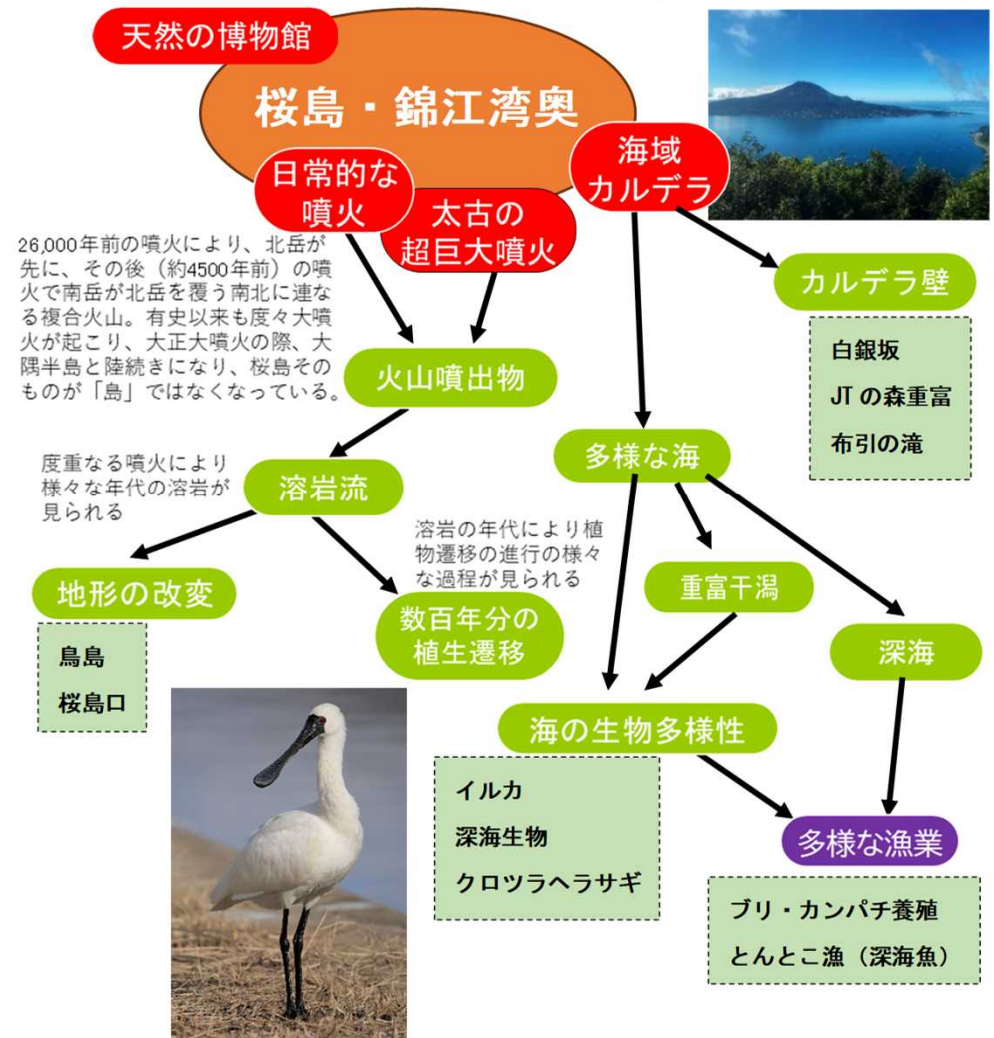 天然の博物館
桜島・錦江湾奥
日常的な
噴火
太古の
超巨大噴火
海域
カルデラ
26,000年前の噴火により、北岳が
先に、その後（約4500年前）の噴
火で南岳が北岳を覆う南北に連な
る複合火山。有史以来も度々大噴
火が起こり、大正大噴火の際、大
隅半島と陸続きになり、桜島その
ものが「島」ではなくなっている。
カルデラ壁
白銀坂
JTの森重富
布引の滝
火山噴出物
度重なる噴火により
様々な年代の溶岩が
見られる
溶岩流
多様な海
溶岩の年代により植
物遷移の進行の様々
な過程が見られる
地形の改変
鳥島
桜島口
数百年分の
植生遷移
重富干潟
深海
海の生物多様性
イルカ
深海生物
クロツラヘラサギ
多様な漁業
ブリ・カンパチ養殖
とんとこ漁（深海魚）